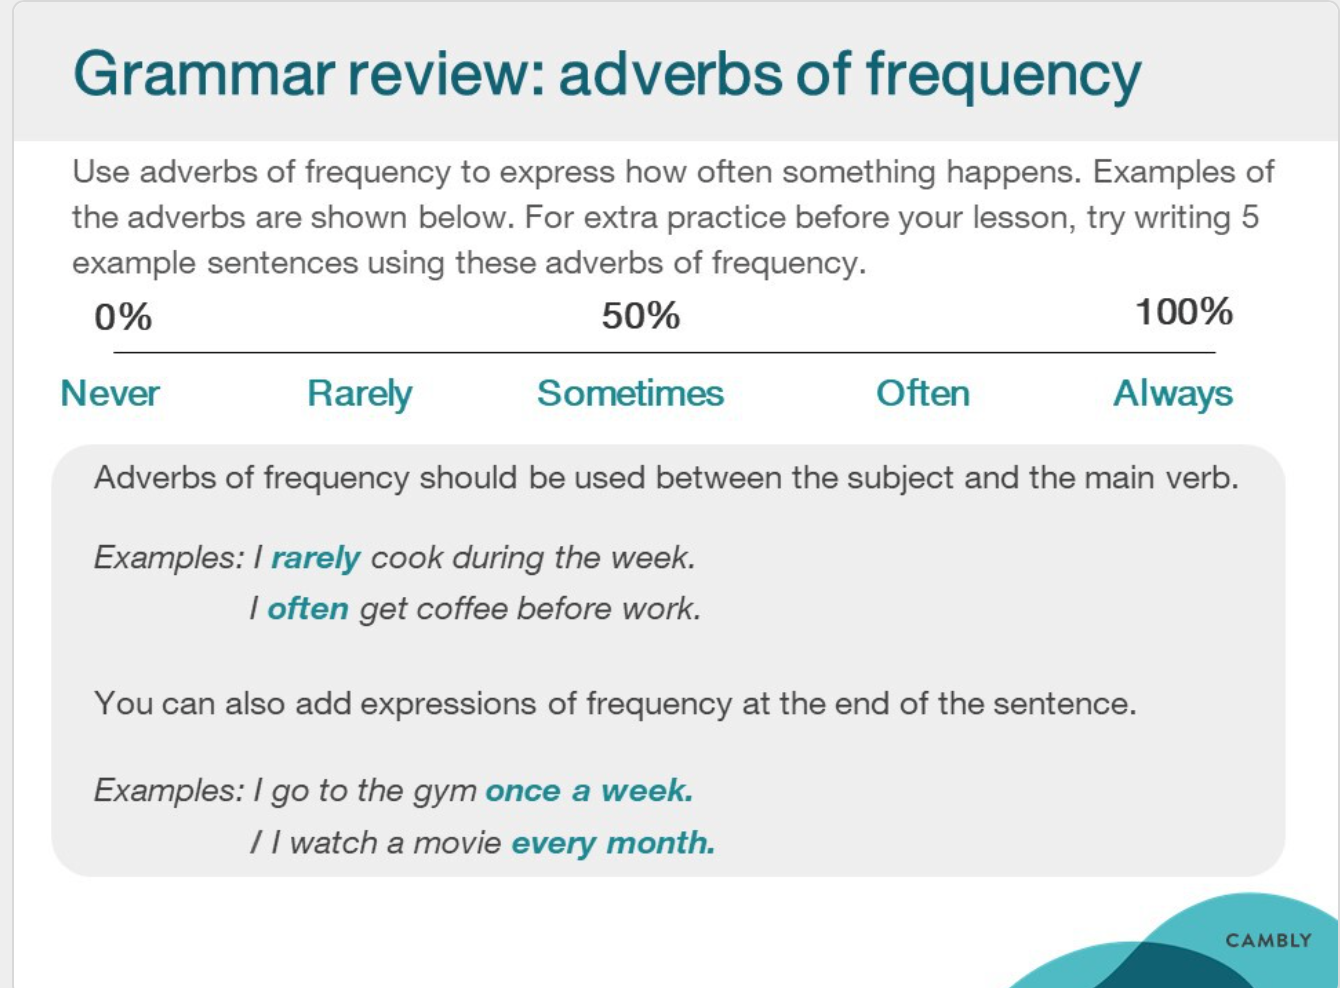 Grammar review: adverbs of frequency
Use adverbs of frequency to express how often something happens. Examples of
the adverbs are shown below. For extra practice before your lesson, try writing 5
example sentences using these adverbs of frequency.
0% 50% 100%
Never Rarely Sometimes Often Always
Adverbs of frequency should be used between the subject and the main verb.
Examples: I rarely cook during the week.
I often get coffee before work.
You can also add expressions of frequency at the end of the sentence.
Examples: I go to the gym once a week.
/ I watch a movie every month.
CAMBLY